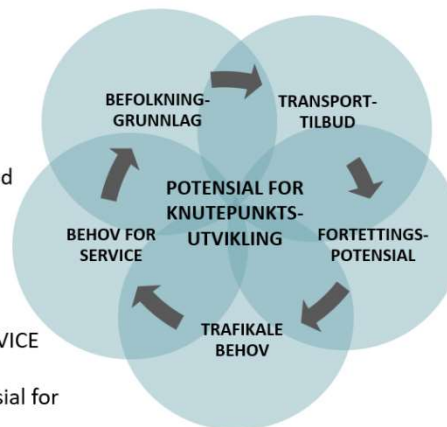 BEFOLKNING-
GRUNNLAG
TRANSPORT-
TILBUD
POTENSIAL FOR
KNUTEPUNKTS-
UTVIKLING
BEHOV FOR
SERVICE
FORTETTINGS-
POTENSIAL
TRAFIKALE
BEHOV